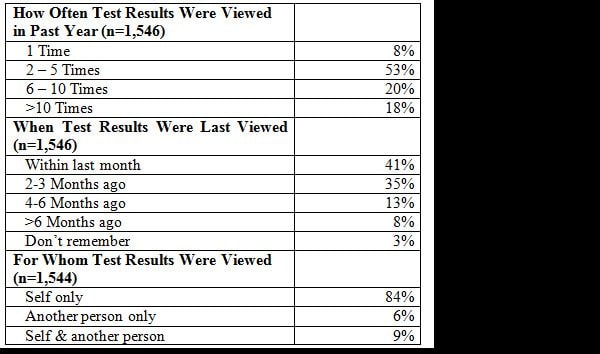 How Often Test Results Were Viewed
in Past Year (n=1,546)
1 Time 8%
2 – 5 Times 53%
6 – 10 Times 20%
>10 Times 18%
When Test Results Were Last Viewed
(n=1,546)
Within last month 41%
2-3 Months ago 35%
4-6 Months ago 13%
>6 Months ago 8%
Don’t remember 3%
For Whom Test Results Were Viewed
(n=1,544)
Self only 84%
Another person only 6%
Self & another person 9%